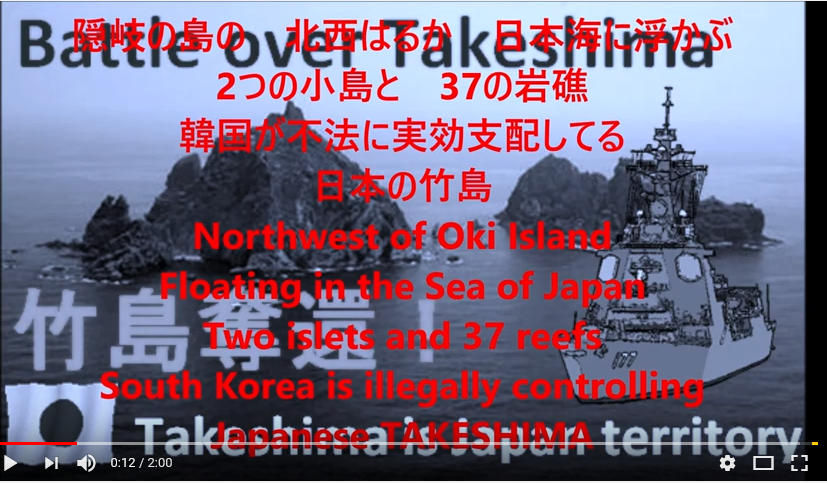 Battle over Takeshima
隠岐の島の　北西はるか　日本海に浮かぶ
2つの小島と　37の岩礁
韓国が不法に実効支配してる
日本の竹島
Northwest of Oki Island
Floating in the Sea of Japan
竹島奪還！
Two islets and 37 reefs
177
South Korea is illegally controlling
Japanese TAKESHIMA
Takeshima is Japan territory
0:12 / 2:00